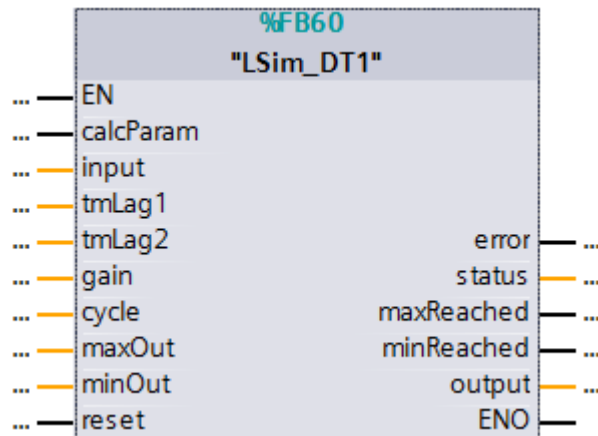 %FB60
"LSim_DT1"
... EN
... calcParam
... input
... tmLag1
... tmLag2 error ...
... gain status ...
... cycle maxReached ...
... maxOut minReached ...
... minOut output ...
... reset ENO